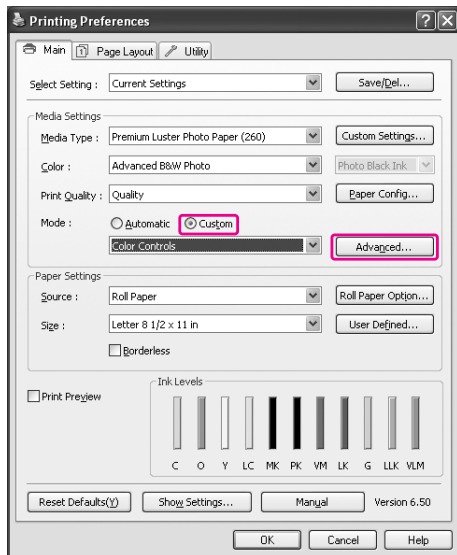 Printing Preferences
Main Page Layout Utility
Select Setting : Current Settings Save/Del...
Media Settings
Media Type : Premium Luster Photo Paper (260) Custom Settings...
Color : Advanced B&W Photo Photo Black Ink
Print Quality : Quality Paper Config...
Mode : Automatic Custom
Color Controls Advanced...
Paper Settings
Source : Roll Paper Roll Paper Option...
Size : Letter 8 1/2 x 11 in User Defined...
Borderless
Print Preview Ink Levels
C O Y LC MK PK VM LK G LLK VLM
Reset Defaults(Y) Show Settings... Manual Version 6.50
OK Cancel Help